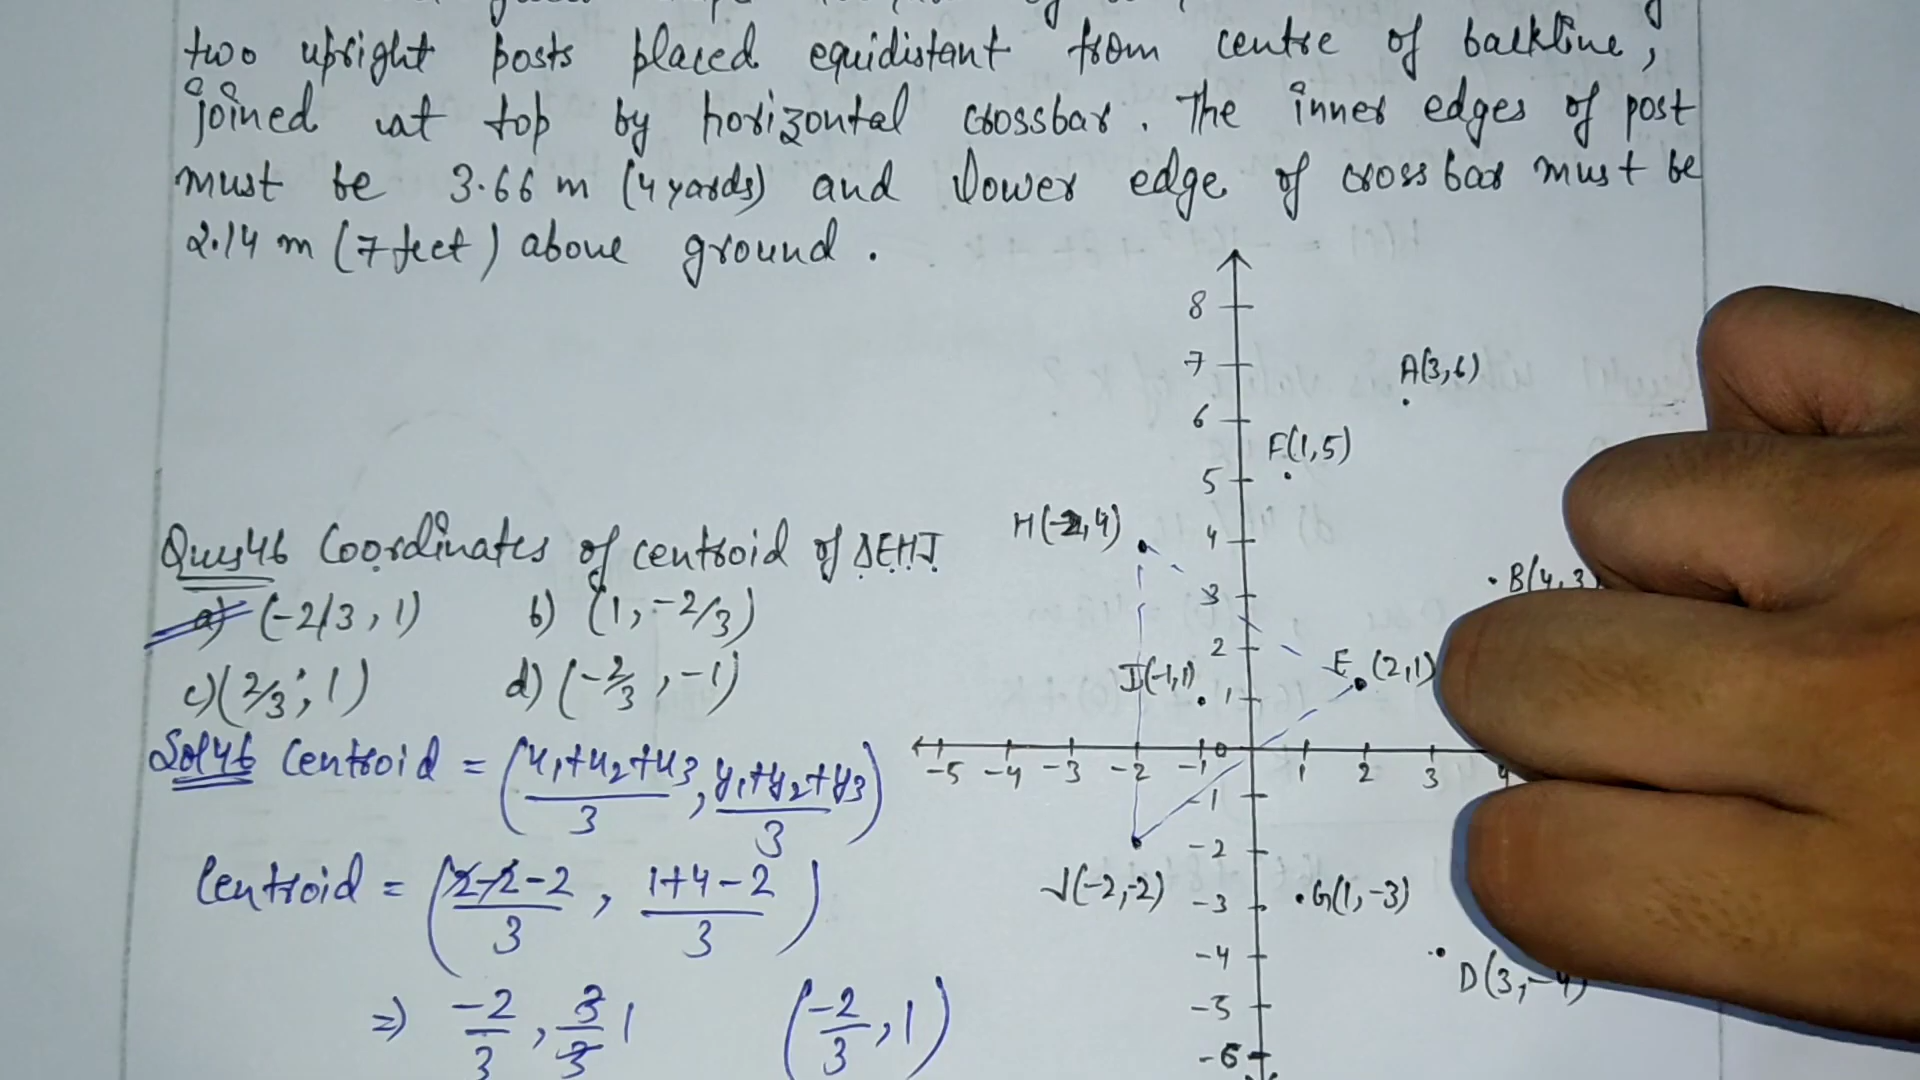 two upright posts placed equidistant from centre of backline,
joined at top by horizontal crossbar. The inner edges of post
must be 3.66 m (4 yards) and lower edge of crossbar must be
2.14 m (7 feet) above ground.
8
7
A(3,6)
6
F(1,5)
5
H(-2,4)
4
Ques46 Coordinates of centroid of ΔEHJ
3
B(4,3
a) (-2/3, 1) b) (1, -2/3)
2
E (2,1)
I(-1,1)
1
c) (2/3, 1) d) (-2/3, -1)
-5 -4 -3 -2 -1 0 1 2 3 4
Sol46 Centroid = (x1+x2+x3/3, y1+y2+y3/3)
-1
-2
J(-2,-2)
-3
G(1,-3)
Centroid = (2-2-2/3, 1+4-2/3)
-4
D(3,-4)
-5
⇒ -2/3, 3/3 1 (-2/3, 1)
-6